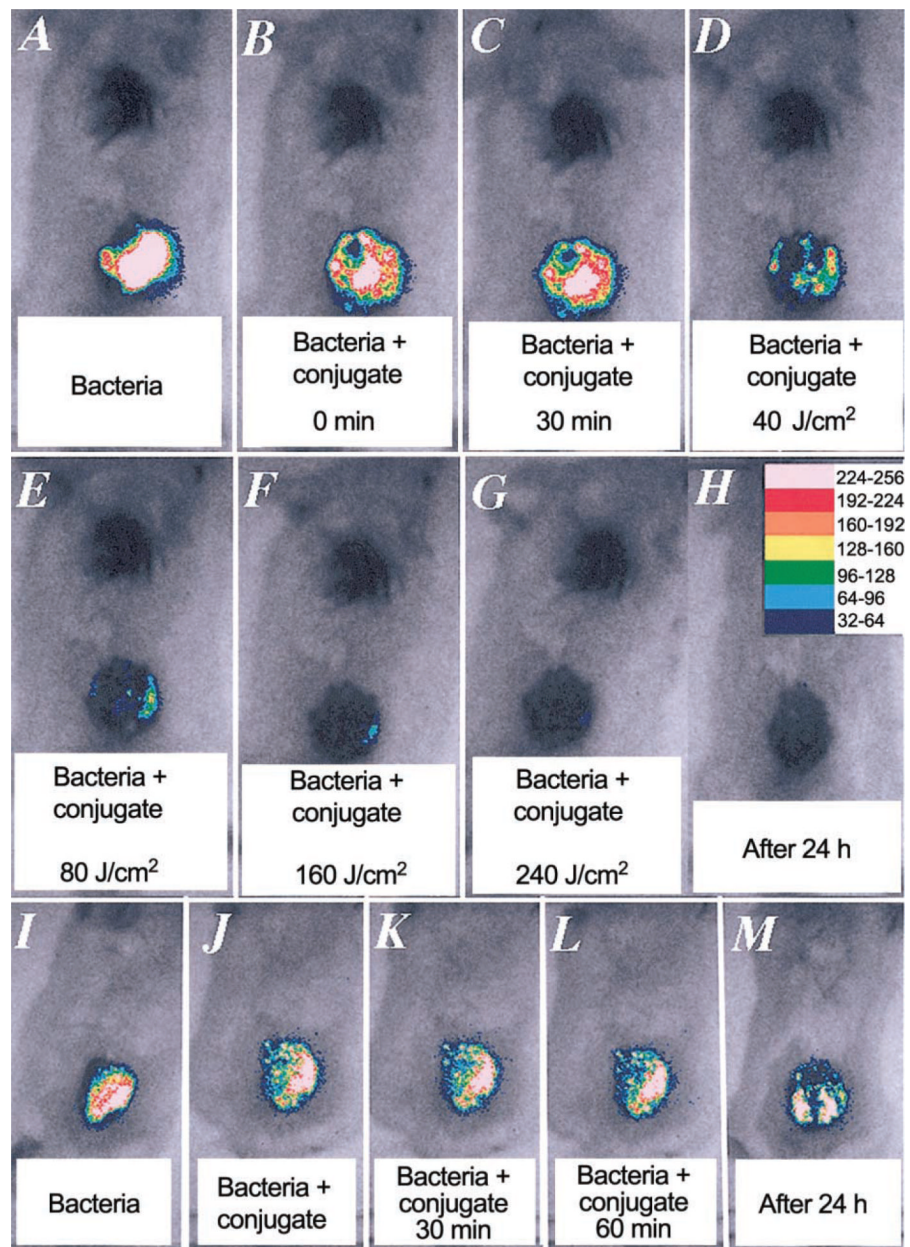 A
B
C
D
Bacteria
Bacteria +
conjugate
0 min
Bacteria +
conjugate
30 min
Bacteria +
conjugate
40 J/cm²
E
F
G
H
224-256
192-224
160-192
128-160
96-128
64-96
32-64
Bacteria +
conjugate
80 J/cm²
Bacteria +
conjugate
160 J/cm²
Bacteria +
conjugate
240 J/cm²
After 24 h
I
J
K
L
M
Bacteria
Bacteria +
conjugate
Bacteria +
conjugate
30 min
Bacteria +
conjugate
60 min
After 24 h